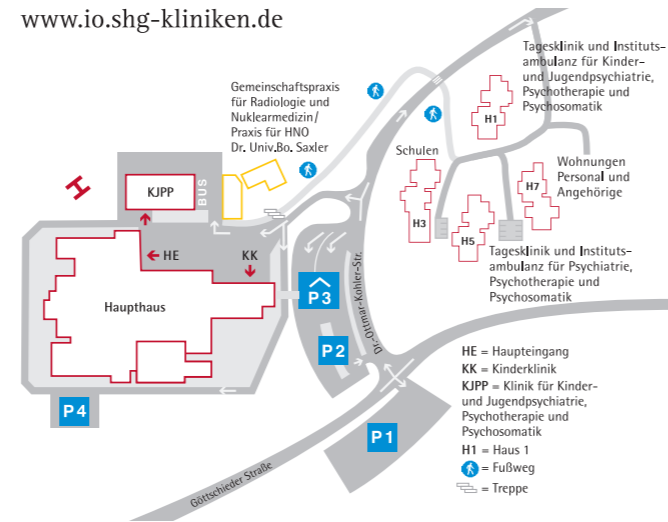 www.io.shg-kliniken.de
Tagesklinik und Instituts-
ambulanz für Kinder-
und Jugendpsychiatrie,
Psychotherapie und
Psychosomatik
Gemeinschaftspraxis
für Radiologie und
Nuklearmedizin/
Praxis für HNO
Dr. Univ.Bo. Saxler
H1
Schulen
Wohnungen
Personal und
Angehörige
H
KJPP
BUS
H7
H3
H5
HE
KK
Tagesklinik und Instituts-
ambulanz für Psychiatrie,
Psychotherapie und
Psychosomatik
Haupthaus
P3
Dr.-Ottmar-Kohler-Str.
P2
P4
P1
Göttschieder Straße
HE = Haupteingang
KK = Kinderklinik
KJPP = Klinik für Kinder-
und Jugendpsychiatrie,
Psychotherapie und
Psychosomatik
H1 = Haus 1
= Fußweg
= Treppe